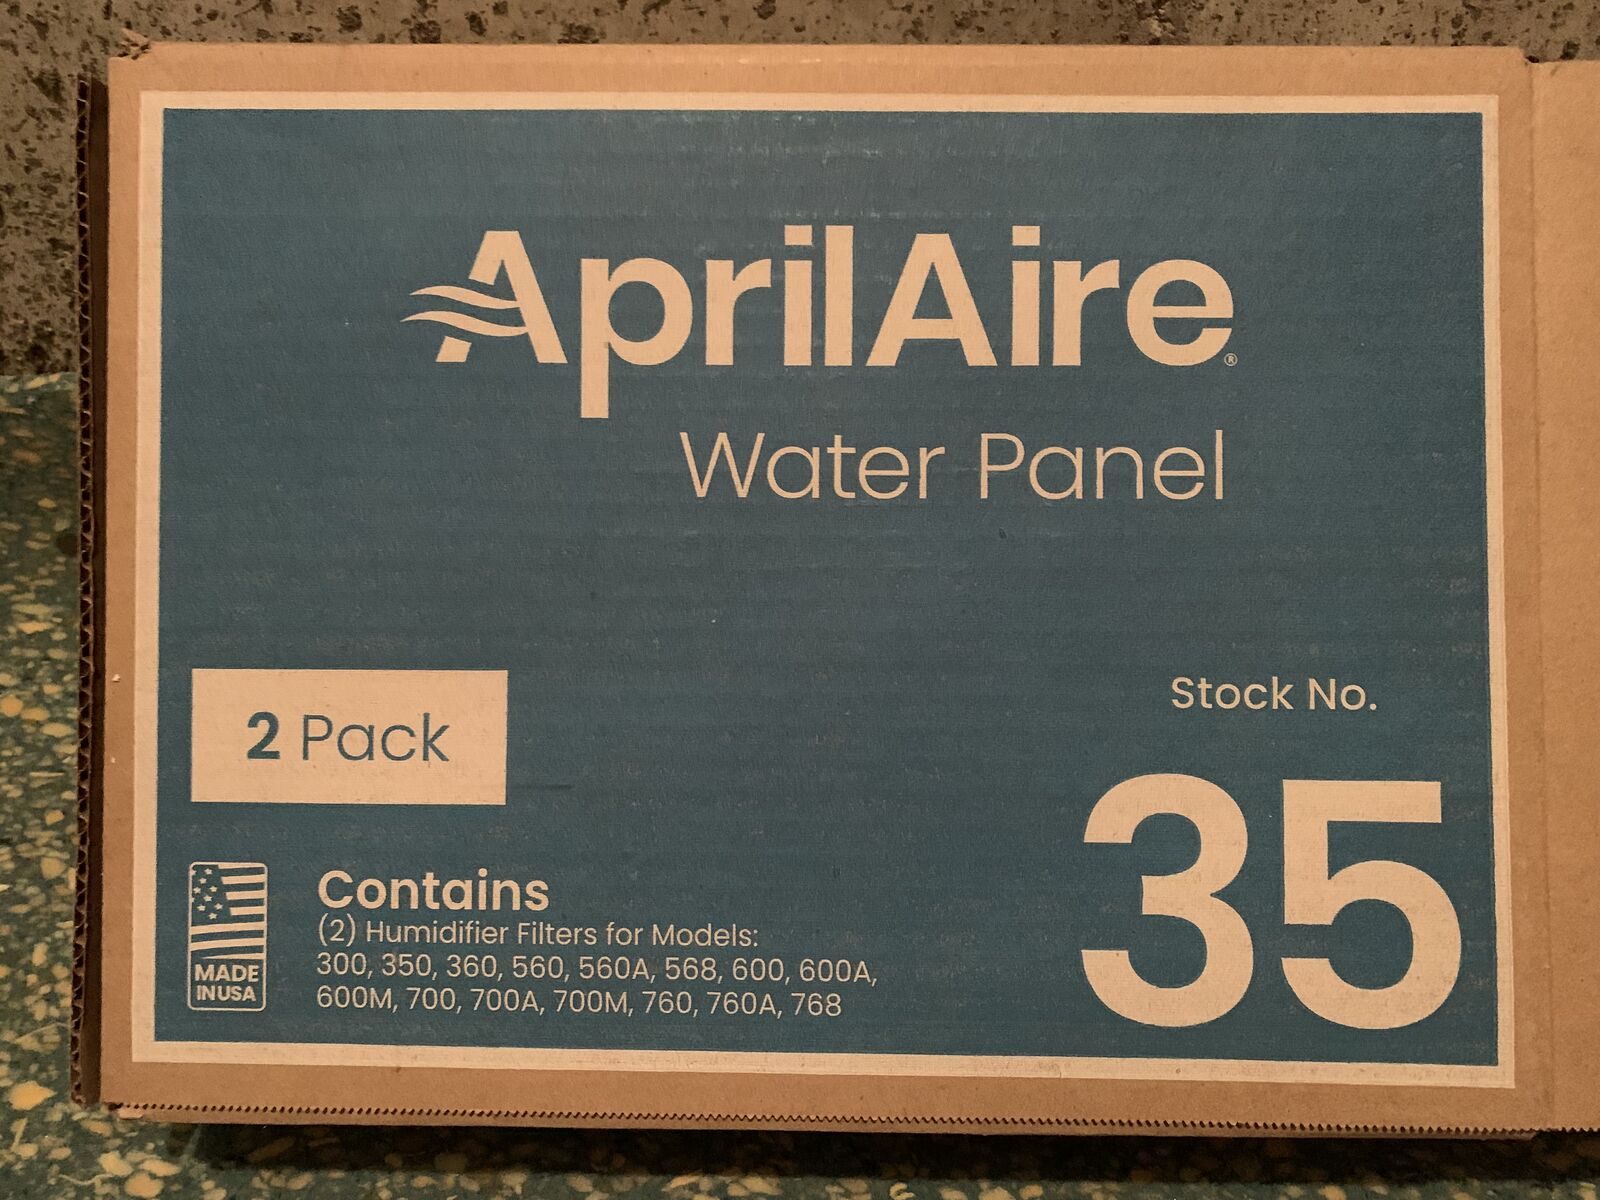 AprilAire®
Water Panel
2 Pack
Stock No.
35
MADE
IN USA
Contains
(2) Humidifier Filters for Models:
300, 350, 360, 560, 560A, 568, 600, 600A,
600M, 700, 700A, 700M, 760, 760A, 768